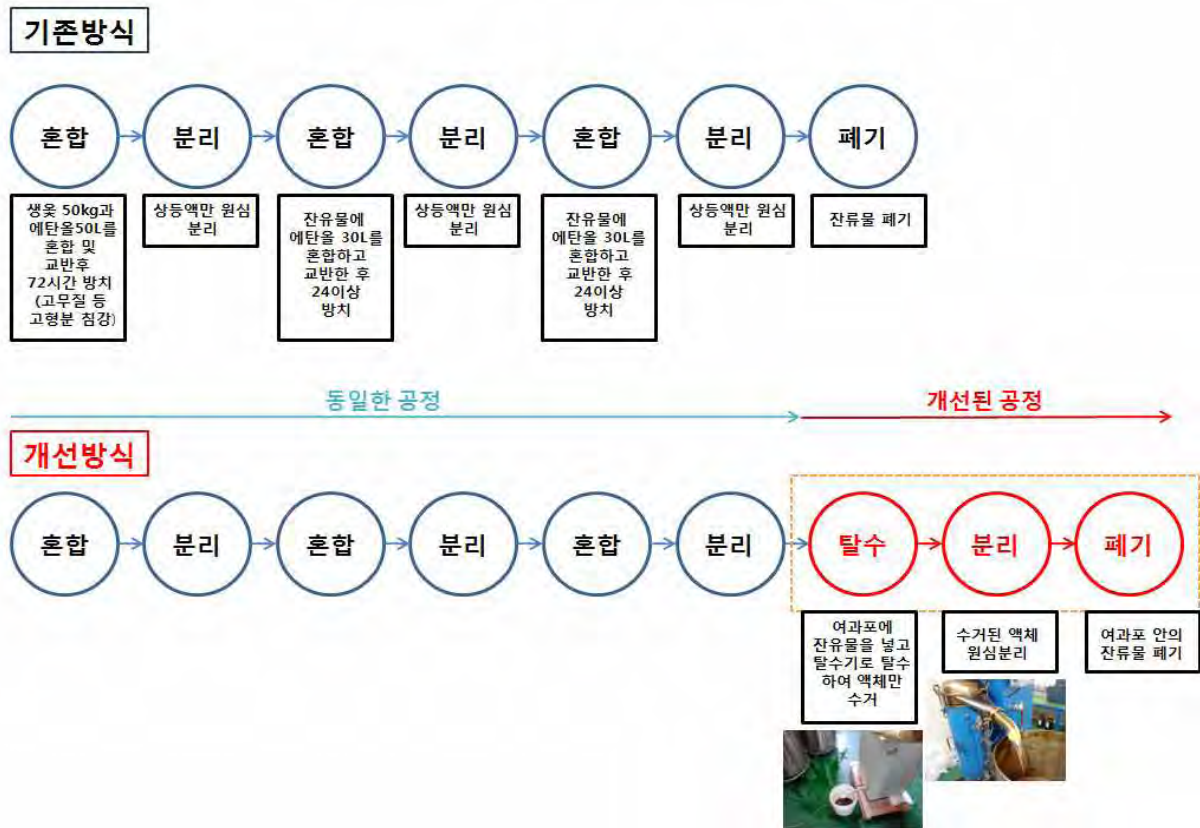 기존방식
혼합
분리
혼합
분리
혼합
분리
폐기
생옻 50kg과
에탄올50L를
혼합 및
교반후
72시간 방치
(고무질 등
고형분 침강)
상등액만 원심
분리
잔유물에
에탄올 30L를
혼합하고
교반한 후
24이상
방치
상등액만 원심
분리
잔유물에
에탄올 30L를
혼합하고
교반한 후
24이상
방치
상등액만 원심
분리
잔류물 폐기
동일한 공정
개선된 공정
개선방식
혼합
분리
혼합
분리
혼합
분리
탈수
분리
폐기
여과포에
잔유물을 넣고
탈수기로 탈수
하여 액체만
수거
수거된 액체
원심분리
여과포 안의
잔류물 폐기